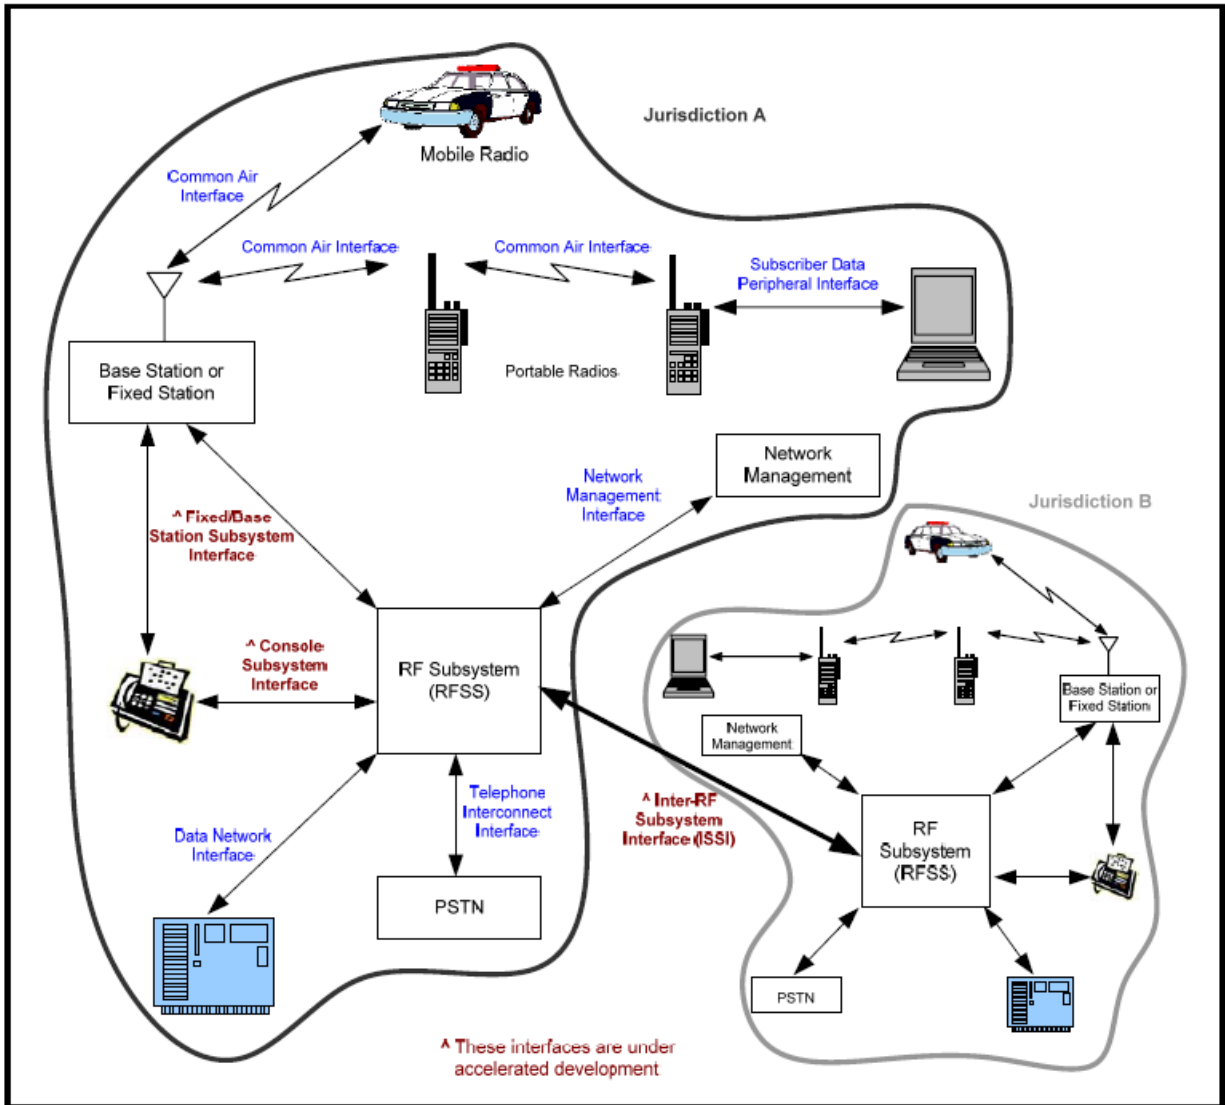 Jurisdiction A
Mobile Radio
Common Air
Interface
Common Air Interface
Common Air Interface
Subscriber Data
Peripheral Interface
Base Station or
Fixed Station
Portable Radios
Network
Management
Network
Management
Interface
^ Fixed/Base
Station Subsystem
Interface
^ Console
Subsystem
Interface
RF Subsystem
(RFSS)
Data Network
Interface
Telephone
Interconnect
Interface
PSTN
^ Inter-RF
Subsystem
Interface (ISSI)
Jurisdiction B
Base Station or
Fixed Station
Network
Management
RF
Subsystem
(RFSS)
PSTN
^ These interfaces are under
accelerated development